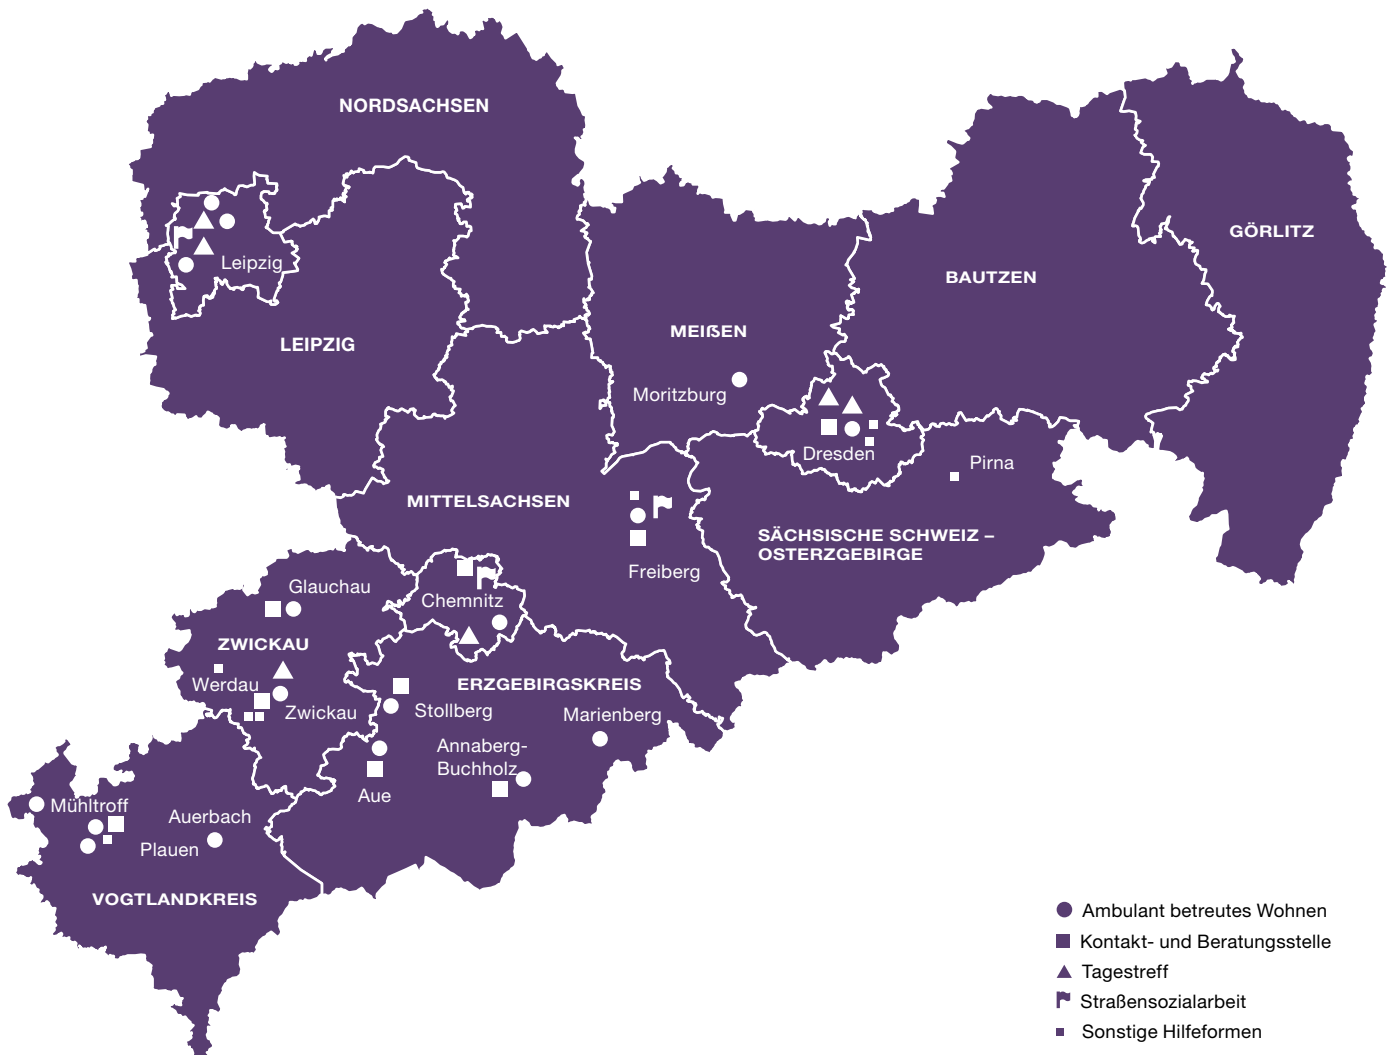 NORDSACHSEN
GÖRLITZ
Leipzig
BAUTZEN
MEIẞEN
LEIPZIG
Moritzburg
Dresden
Pirna
MITTELSACHSEN
SÄCHSISCHE SCHWEIZ –
OSTERZGEBIRGE
Freiberg
Glauchau
Chemnitz
ZWICKAU
Werdau
ERZGEBIRGSKREIS
Zwickau
Stollberg
Marienberg
Annaberg-
Buchholz
Aue
Mühltroff
Auerbach
Plauen
VOGTLANDKREIS
Ambulant betreutes Wohnen
Kontakt- und Beratungsstelle
Tagestreff
Straßensozialarbeit
Sonstige Hilfeformen